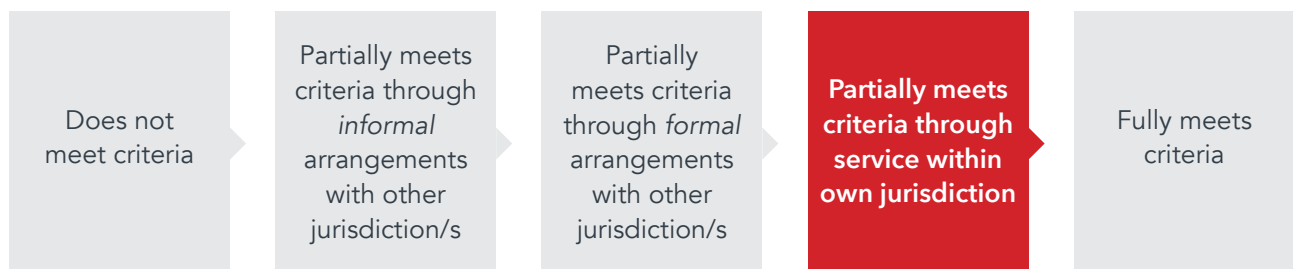 Does not
meet criteria
Partially meets
criteria through
informal
arrangements
with other
jurisdiction/s
Partially
meets criteria
through formal
arrangements
with other
jurisdiction/s
Partially meets
criteria through
service within
own jurisdiction
Fully meets
criteria